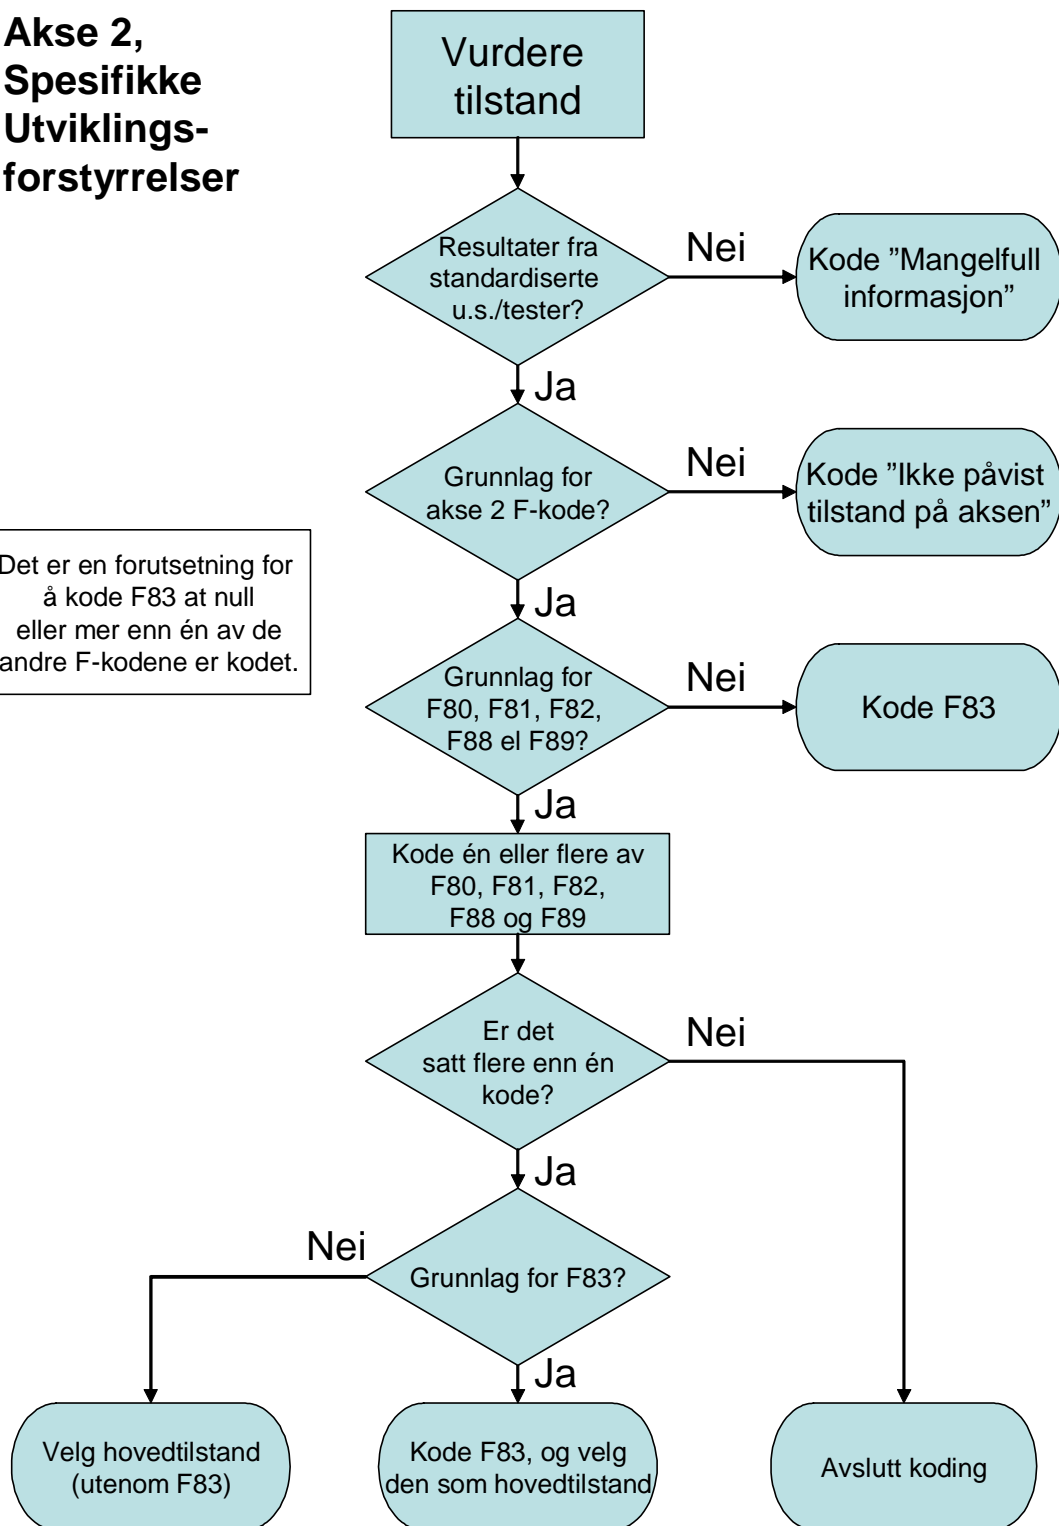 Akse 2,
Spesifikke
Utviklings-
forstyrrelser
Vurdere
tilstand
Resultater fra
standardiserte
u.s./tester?
Nei
Kode ”Mangelfull
informasjon”
Ja
Grunnlag for
akse 2 F-kode?
Nei
Kode ”Ikke påvist
tilstand på aksen”
Det er en forutsetning for
å kode F83 at null
eller mer enn én av de
andre F-kodene er kodet.
Ja
Grunnlag for
F80, F81, F82,
F88 el F89?
Nei
Kode F83
Ja
Kode én eller flere av
F80, F81, F82,
F88 og F89
Er det
satt flere enn én
kode?
Nei
Ja
Nei
Grunnlag for F83?
Ja
Velg hovedtilstand
(utenom F83)
Kode F83, og velg
den som hovedtilstand
Avslutt koding